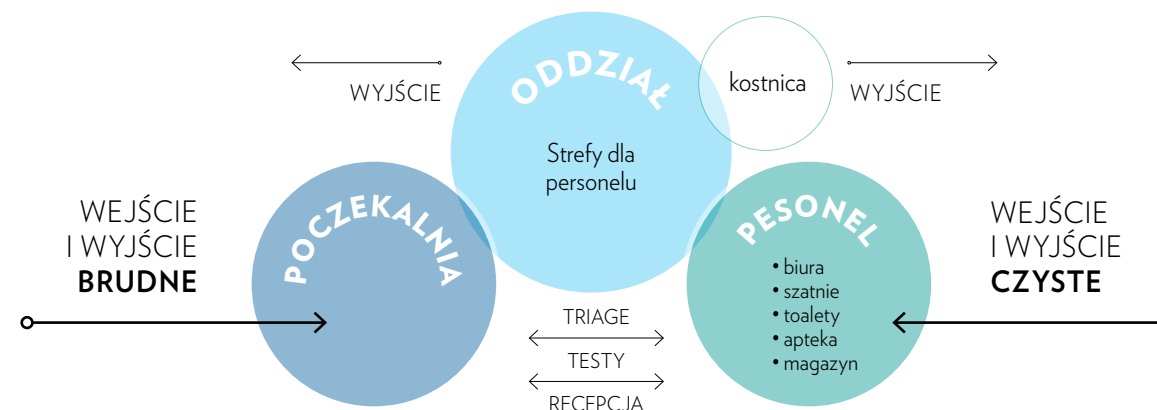 ODDZIAŁ
Strefy dla
personelu
kostnica
WYJŚCIE
WYJŚCIE
WEJŚCIE
I WYJŚCIE
BRUDNE
POCZEKALNIA
PESONEL
• biura
• szatnie
• toalety
• apteka
• magazyn
WEJŚCIE
I WYJŚCIE
CZYSTE
TRIAGE
TESTY
RECEPCJA